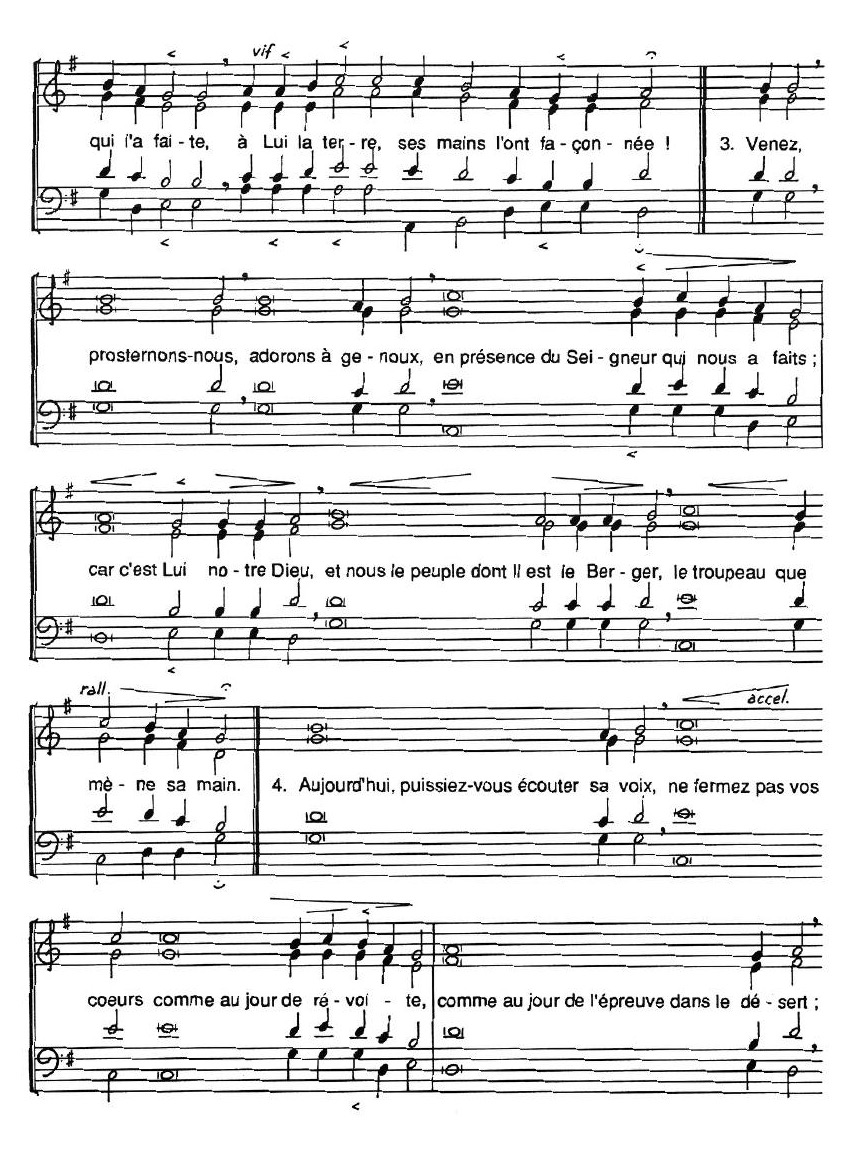 vif
qui l'a fai - te, à Lui la ter - re, ses mains l'ont fa - çon - née ! 3. Venez,
prosternons-nous, adorons à ge - noux, en présence du Sei - gneur qui nous a faits ;
car c'est Lui no - tre Dieu, et nous le peuple dont Il est le Ber - ger, le troupeau que
rall.
accel.
mè - ne sa main. 4. Aujourd'hui, puissiez-vous écouter sa voix, ne fermez pas vos
coeurs comme au jour de ré - voi - te, comme au jour de l'épreuve dans le dé - sert ;